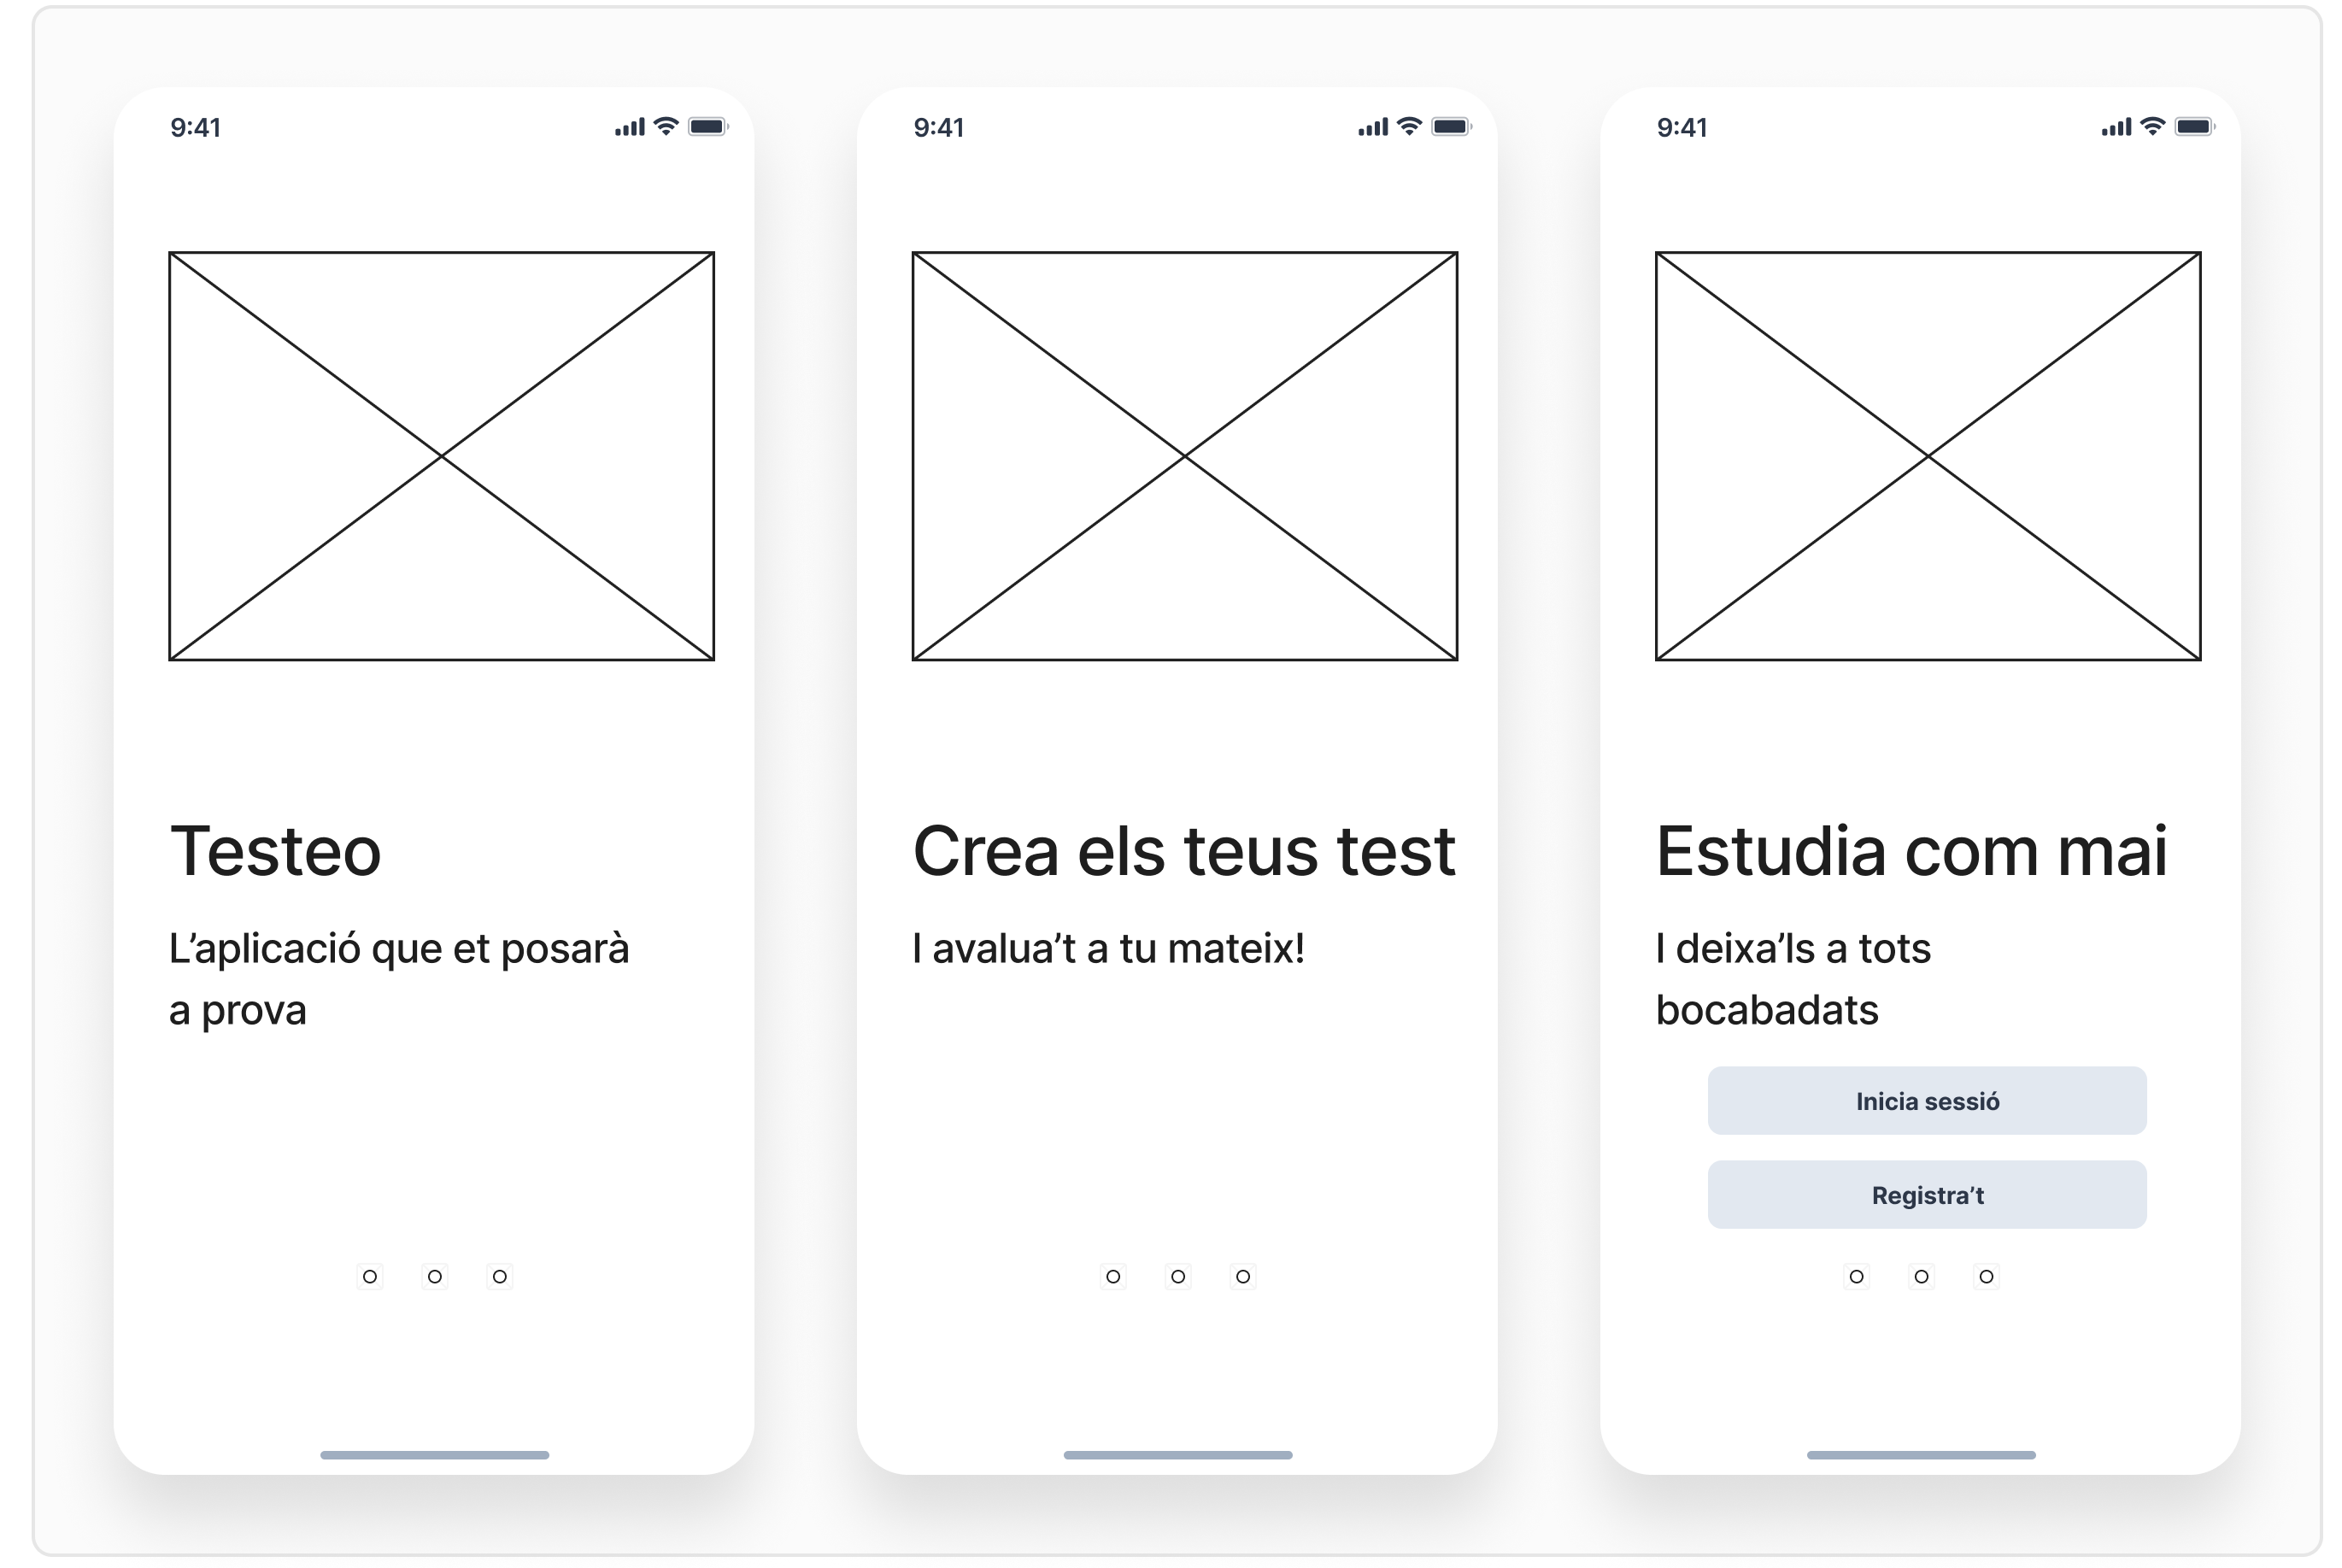 9:41
Testeo
L’aplicació que et posarà
a prova
9:41
Crea els teus test
I avalua’t a tu mateix!
9:41
Estudia com mai
I deixa’ls a tots
bocabadats
Inicia sessió
Registra’t